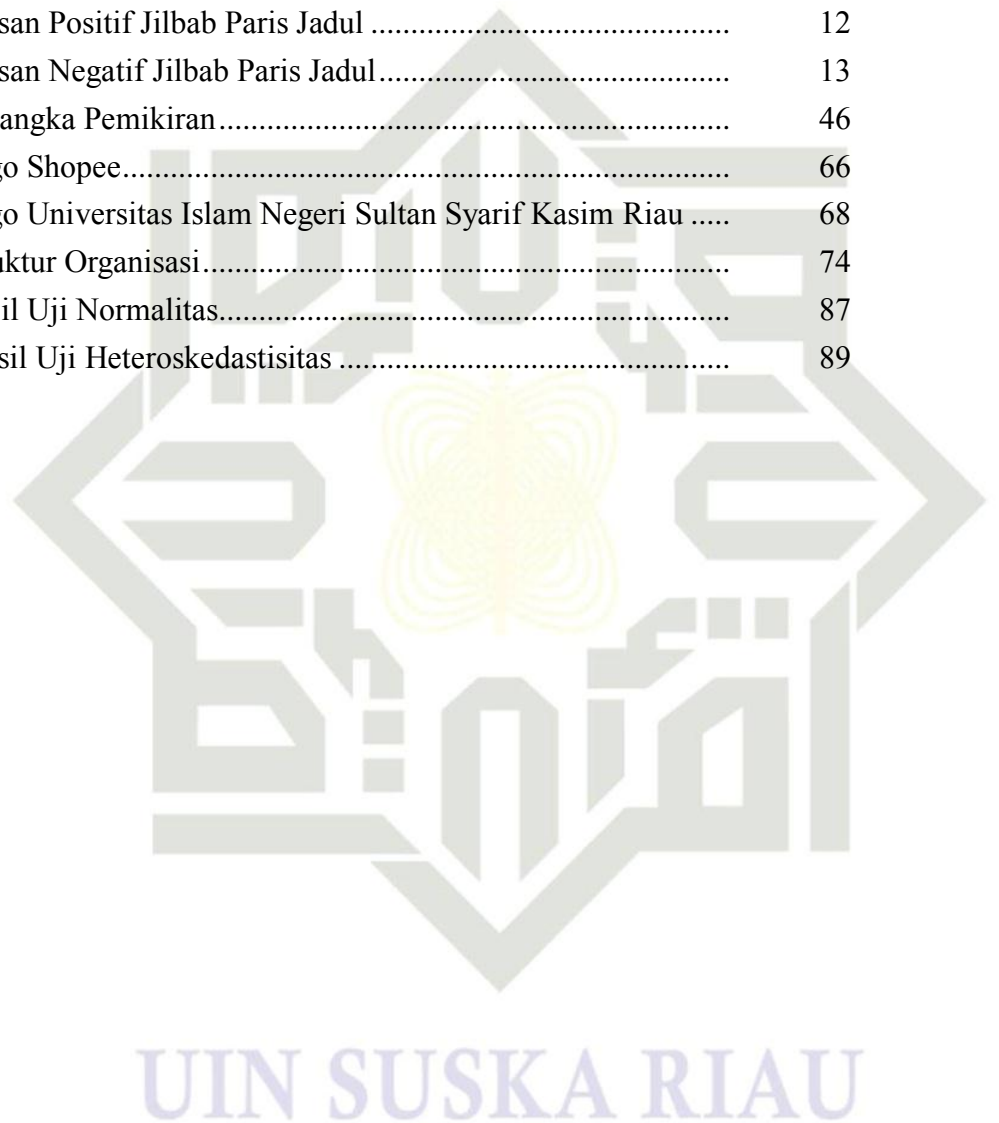 san Positif Jilbab Paris Jadul ............................................. 12
san Negatif Jilbab Paris Jadul............................................ 13
angka Pemikiran................................................................ 46
go Shopee............................................................................ 66
go Universitas Islam Negeri Sultan Syarif Kasim Riau ..... 68
uktur Organisasi.................................................................. 74
il Uji Normalitas................................................................ 87
sil Uji Heteroskedastisitas ................................................. 89
UIN SUSKA RIAU